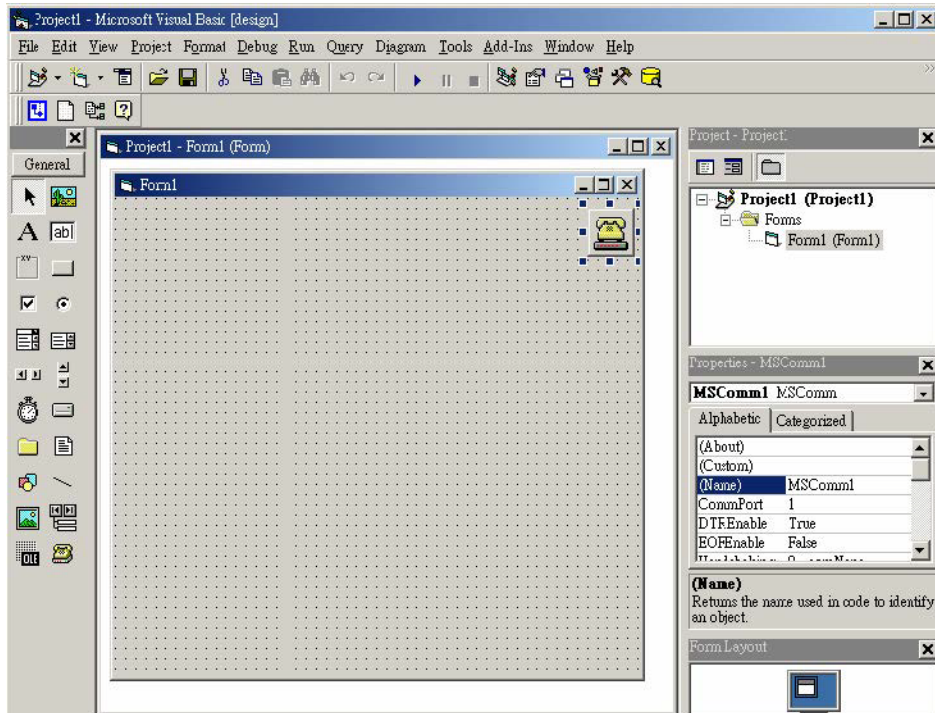 Project1 - Microsoft Visual Basic [design]
File Edit View Project Format Debug Run Query Diagram Tools Add-Ins Window Help
General
A
ab
xv
OLE
Project1 - Form1 (Form)
Form1
Project - Project1
Project1 (Project1)
Forms
Form1 (Form1)
Properties - MSComm1
MSComm1 MSComm
Alphabetic Categorized
(About)
(Custom)
(Name) MSComm1
CommPort 1
DTREnable True
EOFEnable False
(Name)
Returns the name used in code to identify
an object.
Form Layout